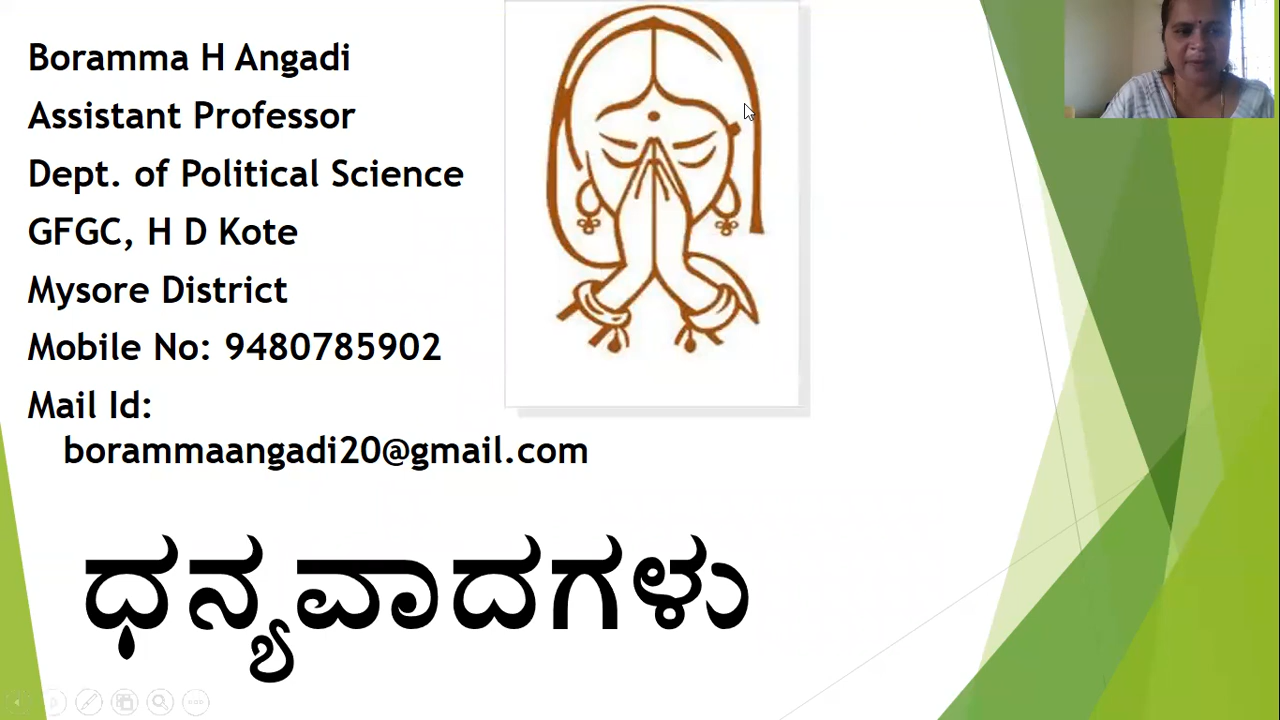 Boramma H Angadi
Assistant Professor
Dept. of Political Science
GFGC, H D Kote
Mysore District
Mobile No: 9480785902
Mail Id:
borammaangadi20@gmail.com
ಧನ್ಯವಾದಗಳು